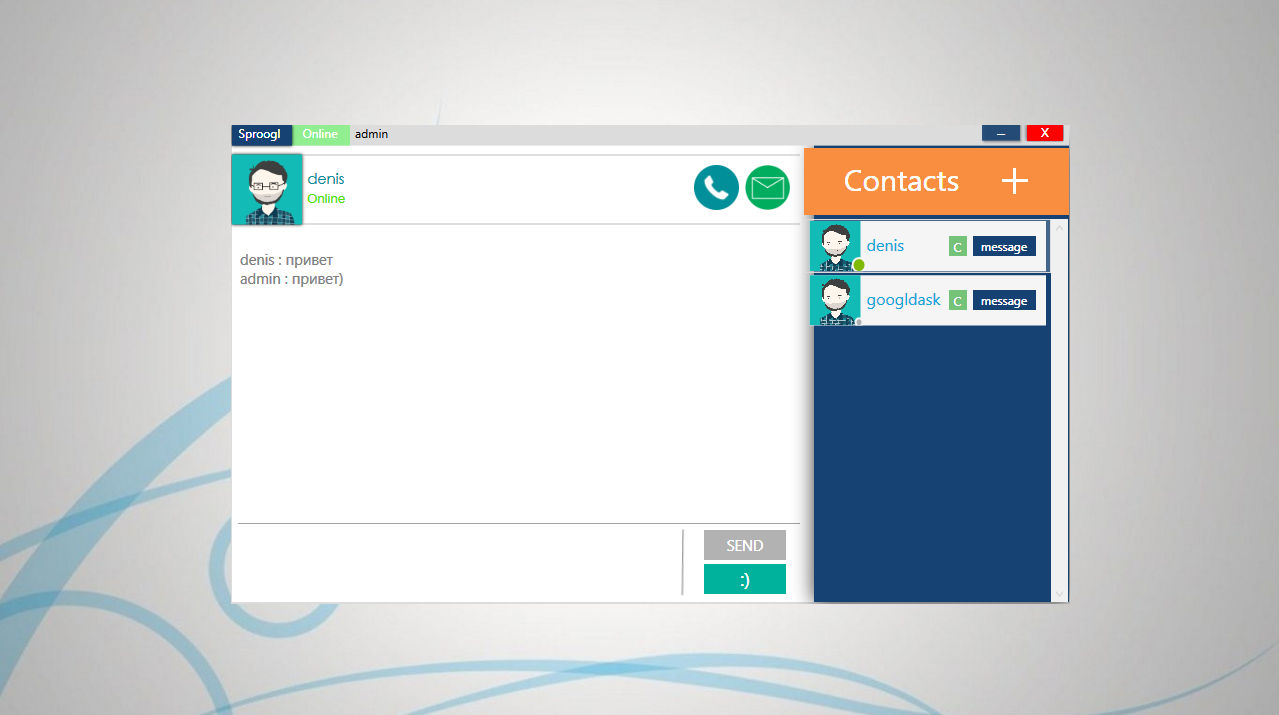 Sproogl Online admin – X
denis
Online
Contacts +
denis : привет
admin : привет)
denis C message
googldask C message
SEND
:)